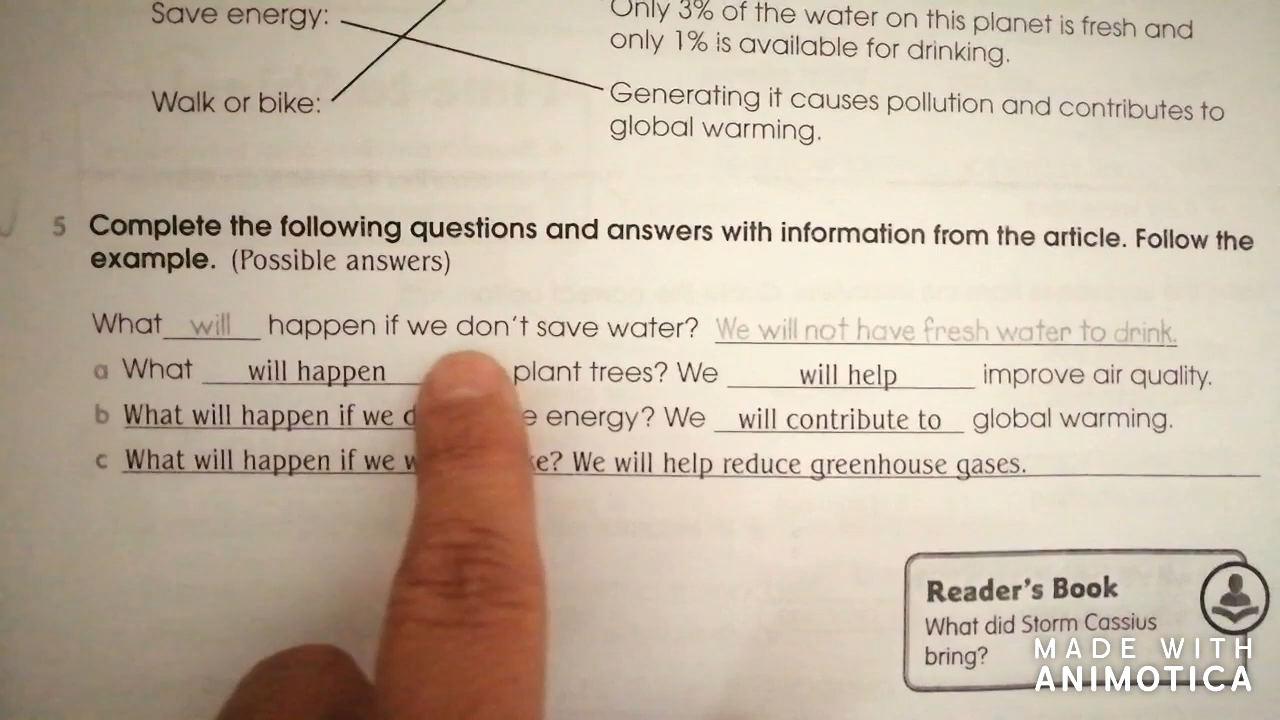 Save energy:
Only 3% of the water on this planet is fresh and
only 1% is available for drinking.
Walk or bike:
Generating it causes pollution and contributes to
global warming.
5 Complete the following questions and answers with information from the article. Follow the
example. (Possible answers)
What will happen if we don't save water? We will not have fresh water to drink.
a What will happen plant trees? We will help improve air quality.
b What will happen if we energy? We will contribute to global warming.
c What will happen if we We will help reduce greenhouse gases.
Reader's Book
What did Storm Cassius
bring?
MADE WITH
ANIMOTICA